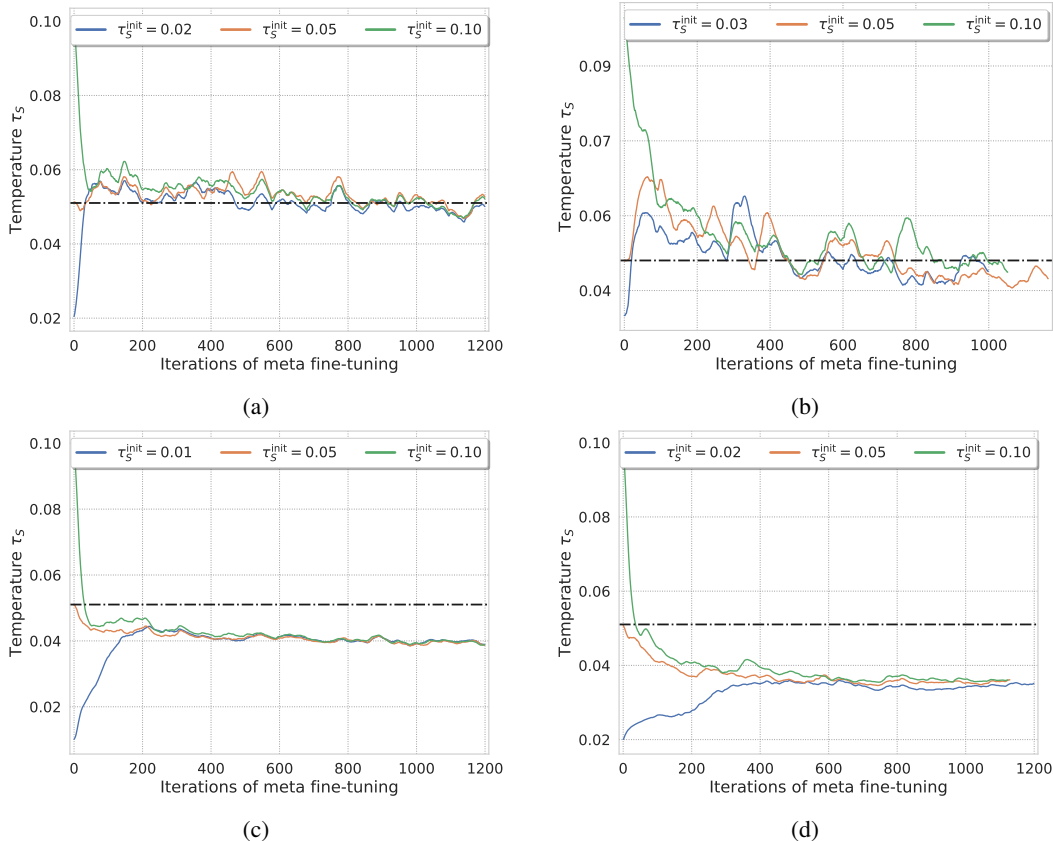 τ_S^init = 0.02 τ_S^init = 0.05 τ_S^init = 0.10
0.10
0.08
0.06
0.04
0.02
Temperature τ_S
0 200 400 600 800 1000 1200
Iterations of meta fine-tuning
(a)
τ_S^init = 0.03 τ_S^init = 0.05 τ_S^init = 0.10
0.09
0.07
0.06
0.04
Temperature τ_S
0 200 400 600 800 1000
Iterations of meta fine-tuning
(b)
τ_S^init = 0.01 τ_S^init = 0.05 τ_S^init = 0.10
0.10
0.08
0.06
0.04
0.02
Temperature τ_S
0 200 400 600 800 1000 1200
Iterations of meta fine-tuning
(c)
τ_S^init = 0.02 τ_S^init = 0.05 τ_S^init = 0.10
0.10
0.08
0.06
0.04
0.02
Temperature τ_S
0 200 400 600 800 1000 1200
Iterations of meta fine-tuning
(d)